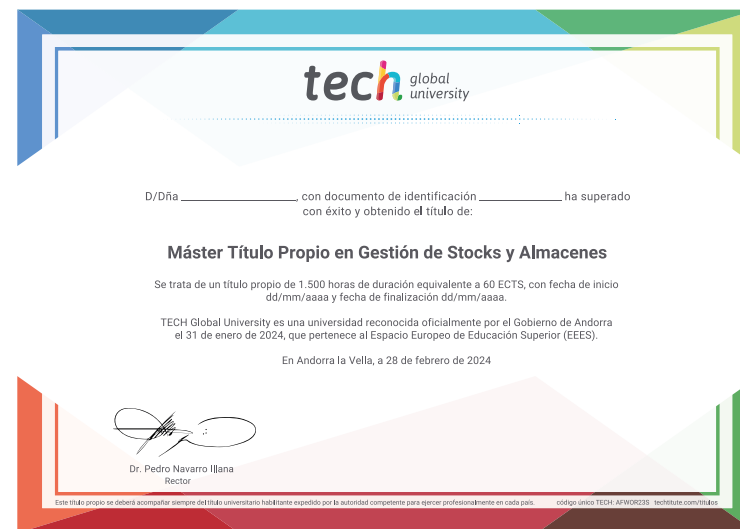 tech global university
D/Dña ______________, con documento de identificación ______________ ha superado
con éxito y obtenido el título de:
Máster Título Propio en Gestión de Stocks y Almacenes
Se trata de un título propio de 1.500 horas de duración equivalente a 60 ECTS, con fecha de inicio
dd/mm/aaaa y fecha de finalización dd/mm/aaaa.
TECH Global University es una universidad reconocida oficialmente por el Gobierno de Andorra
el 31 de enero de 2024, que pertenece al Espacio Europeo de Educación Superior (EEES).
En Andorra la Vella, a 28 de febrero de 2024
Dr. Pedro Navarro Illana
Rector
Este título propio se deberá acompañar siempre del título universitario habilitante expedido por la autoridad competente para ejercer profesionalmente en cada país. código único TECH: AFWOR23S techtitute.com/titulos